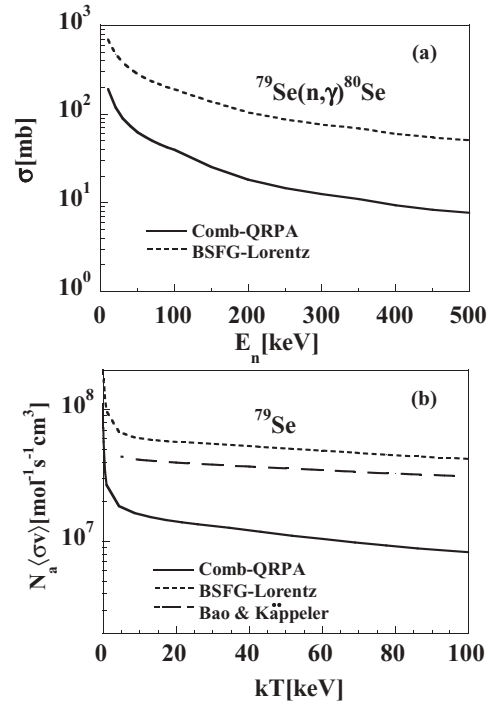 10³
(a)
⁷⁹Se(n,γ)⁸⁰Se
10²
σ[mb]
10¹
Comb-QRPA
BSFG-Lorentz
10⁰
0 100 200 300 400 500
E_n[keV]
(b)
10⁸
⁷⁹Se
N_a⟨σv⟩[mol⁻¹s⁻¹cm³]
10⁷
Comb-QRPA
BSFG-Lorentz
Bao & Käppeler
0 20 40 60 80 100
kT[keV]